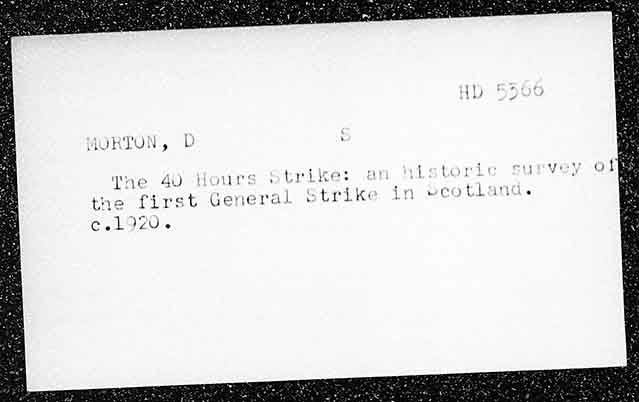 HD 5366
MORTON, D S
The 40 Hours Strike: an historic survey of
the first General Strike in Scotland.
c.1920.